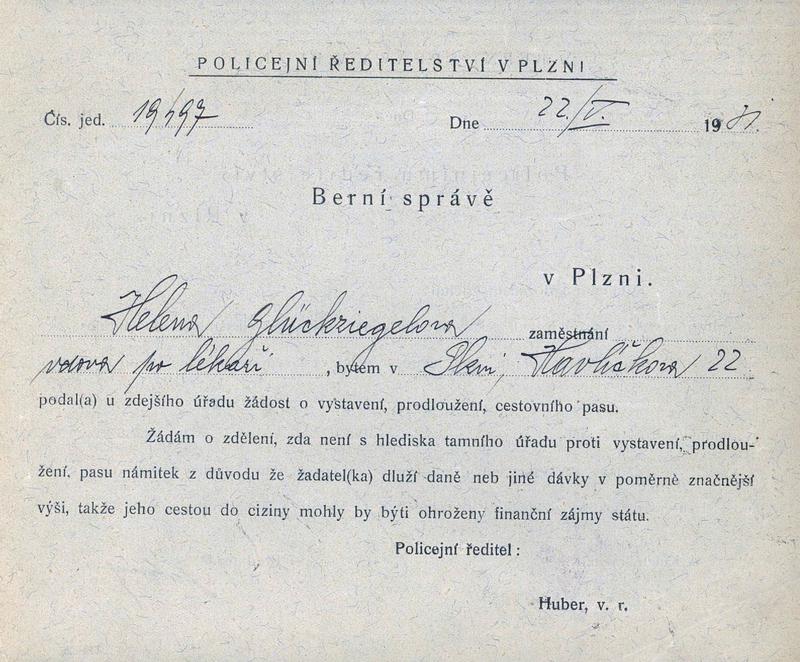 POLICEJNÍ ŘEDITELSTVÍ V PLZNI
Čís. jed. 19197 Dne 22./V. 1931.
Berní správě
v Plzni.
Helena Glückriegelova zaměstnání
vdova po lékaři, bytem v Plzni, Havlíčkova 22
podal(a) u zdejšího úřadu žádost o vystavení, prodloužení, cestovního pasu.
Žádám o zdělení, zda není s hlediska tamního úřadu proti vystavení, prodlou-
žení, pasu námitek z důvodu že žadatel(ka) dluží daně neb jiné dávky v poměrně značnější
výši, takže jeho cestou do ciziny mohly by býti ohroženy finanční zájmy státu.
Policejní ředitel:
Huber, v. r.